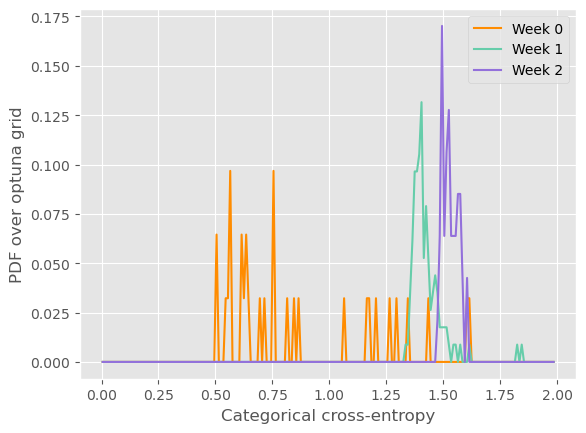 0.175
0.150
0.125
0.100
0.075
0.050
0.025
0.000
PDF over optuna grid
Week 0
Week 1
Week 2
0.00 0.25 0.50 0.75 1.00 1.25 1.50 1.75 2.00
Categorical cross-entropy